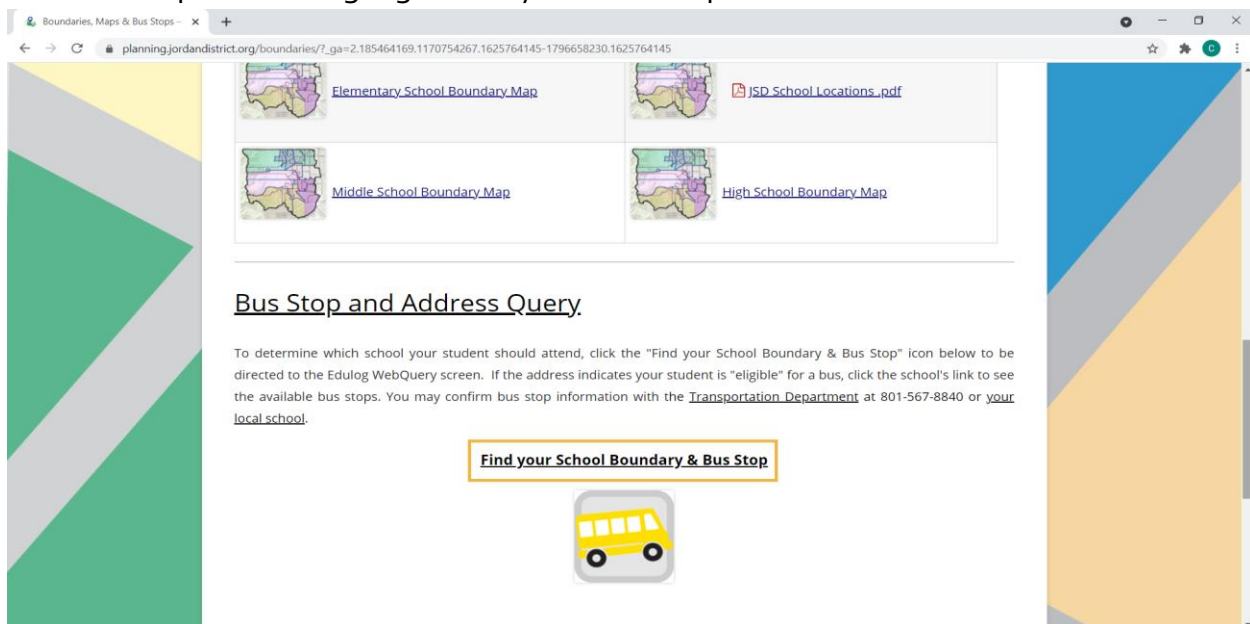 Boundaries, Maps & Bus Stops –
planning.jordandistrict.org/boundaries/?_ga=2.185464169.1170754267.1625764145-1796658230.1625764145
C
Elementary School Boundary Map
JSD School Locations .pdf
Middle School Boundary Map
High School Boundary Map
Bus Stop and Address Query
To determine which school your student should attend, click the "Find your School Boundary & Bus Stop" icon below to be
directed to the Edulog WebQuery screen. If the address indicates your student is "eligible" for a bus, click the school's link to see
the available bus stops. You may confirm bus stop information with the Transportation Department at 801-567-8840 or your
local school.
Find your School Boundary & Bus Stop